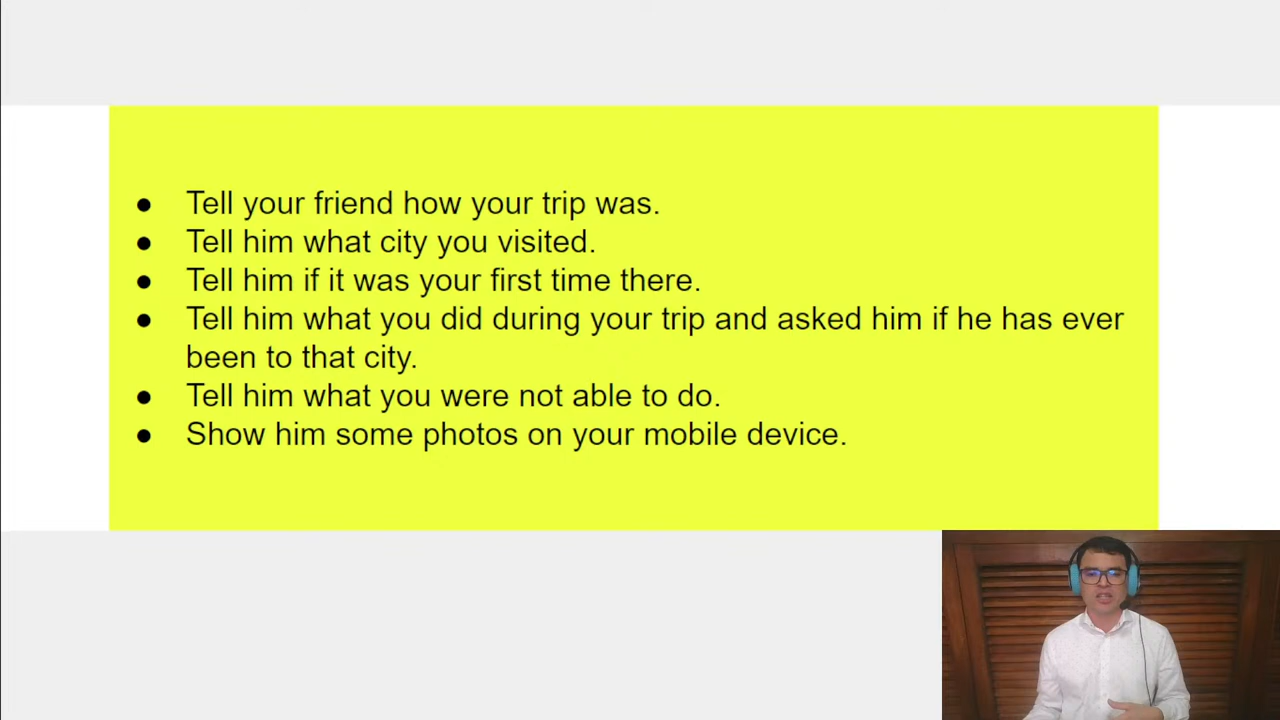 ● Tell your friend how your trip was.
● Tell him what city you visited.
● Tell him if it was your first time there.
● Tell him what you did during your trip and asked him if he has ever
been to that city.
● Tell him what you were not able to do.
● Show him some photos on your mobile device.